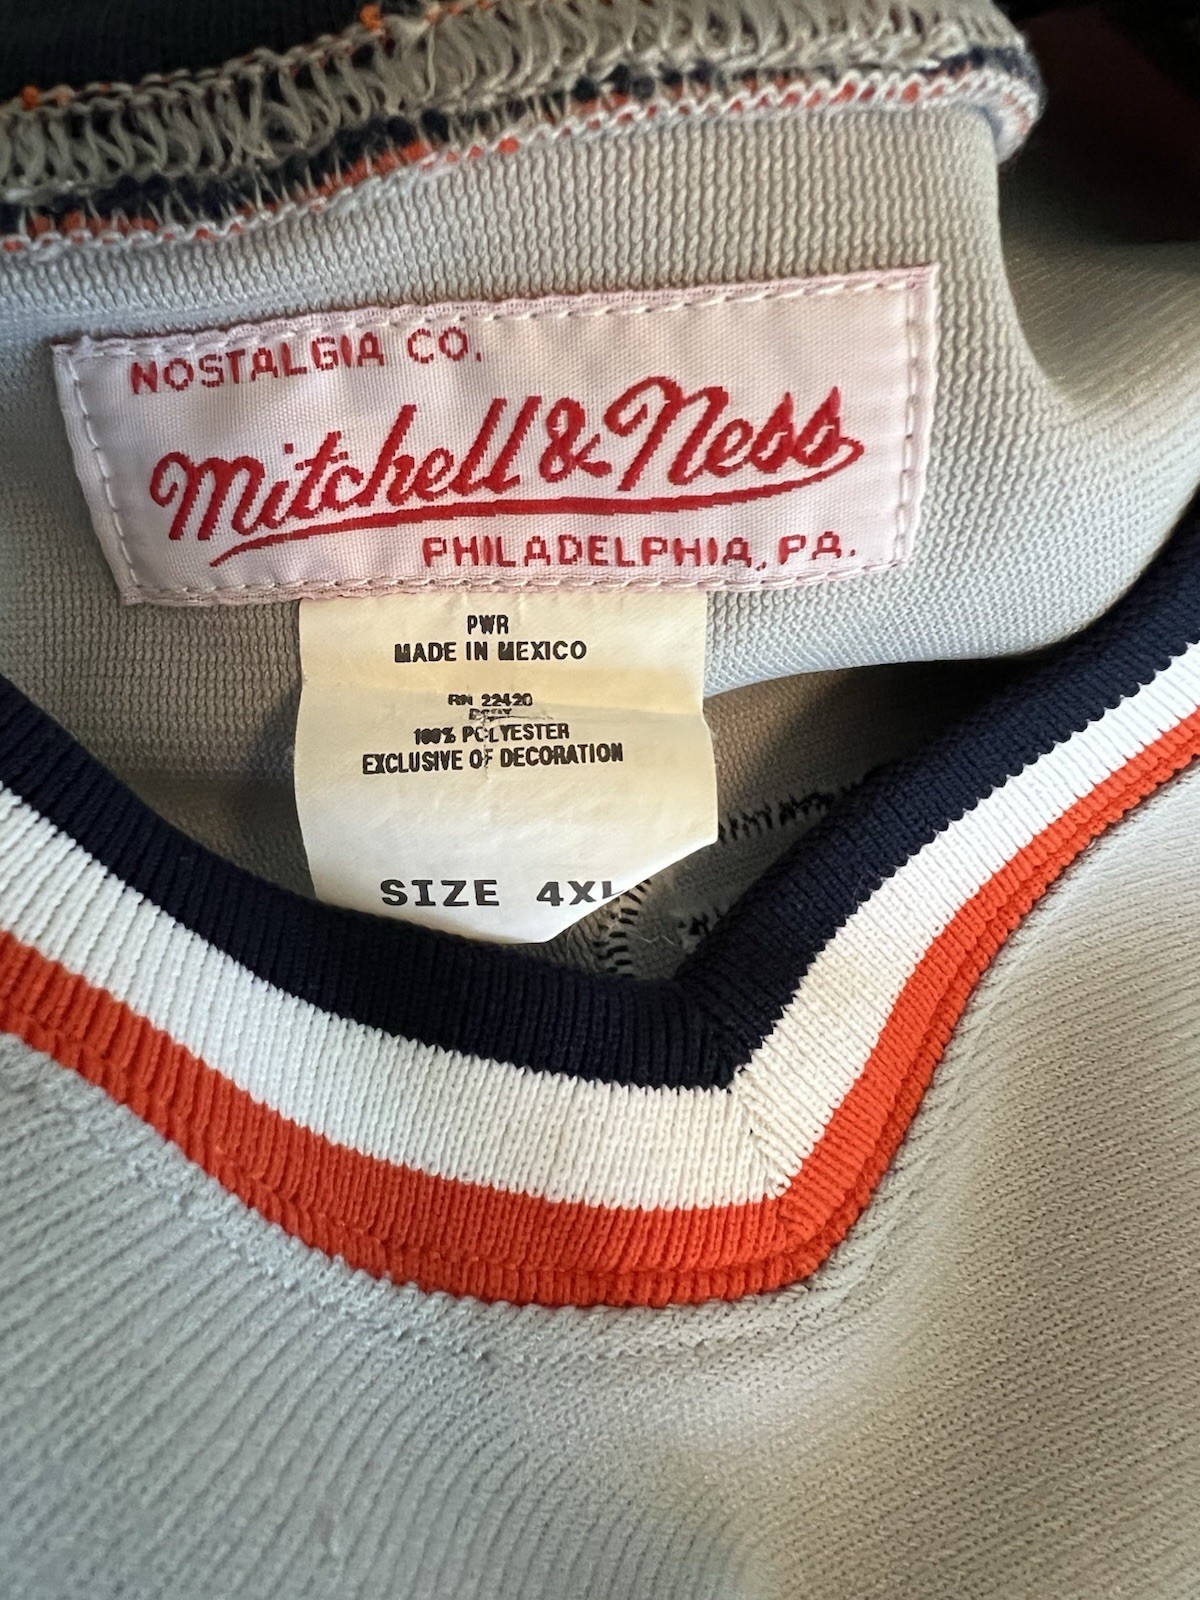 NOSTALGIA CO.
Mitchell & Ness
PHILADELPHIA, PA.
PWR
MADE IN MEXICO
RN 22420
BODY
100% POLYESTER
EXCLUSIVE OF DECORATION
SIZE 4XL